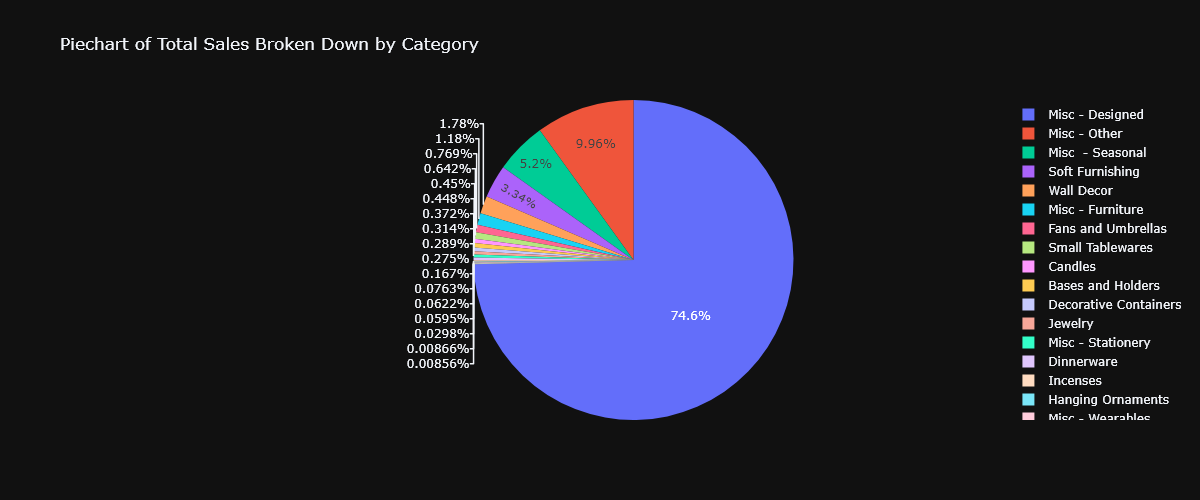 Piechart of Total Sales Broken Down by Category
1.78%
1.18%
0.769%
0.642%
0.45%
0.448%
0.372%
0.314%
0.289%
0.275%
0.167%
0.0763%
0.0622%
0.0595%
0.0298%
0.00866%
0.00856%
9.96%
5.2%
3.34%
74.6%
Misc - Designed
Misc - Other
Misc  - Seasonal
Soft Furnishing
Wall Decor
Misc - Furniture
Fans and Umbrellas
Small Tablewares
Candles
Bases and Holders
Decorative Containers
Jewelry
Misc - Stationery
Dinnerware
Incenses
Hanging Ornaments
Misc - Wearables